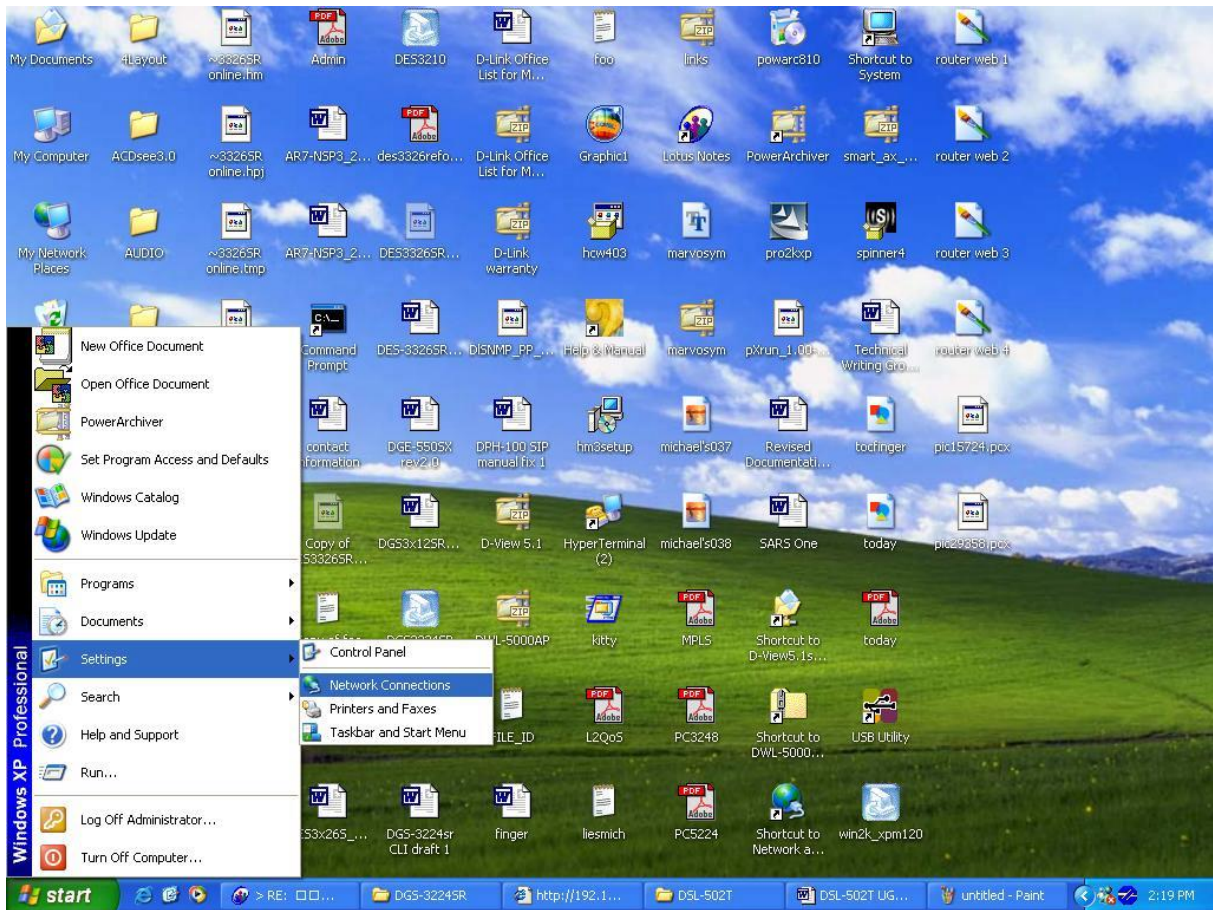 My Documents
4Layout
~3326SR online.hm
Admin
DES3210
D-Link Office List for M...
foo
links
powarc810
Shortcut to System
router web 1
My Computer
ACDsee3.0
~3326SR online.hpj
AR7-NSP3_2...
des3326refo...
D-Link Office List for M...
Graphic1
Lotus Notes
PowerArchiver
smart_ax_...
router web 2
My Network Places
AUDIO
~3326SR online.tmp
AR7-NSP3_2...
DES3326SR...
D-Link warranty
hcw403
marvosym
pro2kxp
spinner4
router web 3
Command Prompt
DES-3326SR...
DlSNMP_PP_...
Help & Manual
marvosym
pXrun_1.00-...
Technical Writing Gro...
router web 4
contact information
DGE-550SX rev2.0
DPH-100 SIP manual fix 1
hm3setup
michael's037
Revised Documentati...
tocfinger
pic15724.pcx
Copy of
S3326SR...
DGS3x12SR...
D-View 5.1
HyperTerminal (2)
michael's038
SARS One
today
pic29358.pcx
DWL-5000AP
kitty
MPLS
Shortcut to D-View5.1s...
today
FILE_ID
L2QoS
PC3248
Shortcut to DWL-5000...
USB Utility
ES3x26S_...
DGS-3224sr CLI draft 1
finger
liesmich
PC5224
Shortcut to Network a...
win2k_xpm120
New Office Document
Open Office Document
PowerArchiver
Set Program Access and Defaults
Windows Catalog
Windows Update
Programs
Documents
Settings
Search
Help and Support
Run...
Log Off Administrator...
Turn Off Computer...
Windows XP Professional
Control Panel
Network Connections
Printers and Faxes
Taskbar and Start Menu
start
> RE: □□...
DGS-3224SR
http://192.1...
DSL-502T
DSL-502T UG...
untitled - Paint
2:19 PM